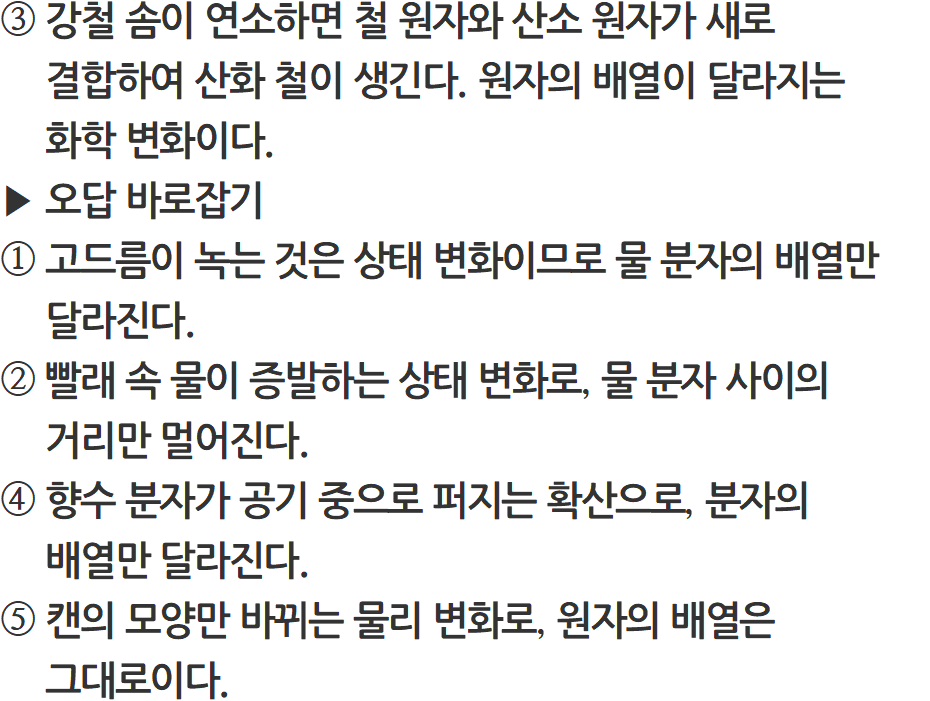 ③ 강철 솜이 연소하면 철 원자와 산소 원자가 새로
결합하여 산화 철이 생긴다. 원자의 배열이 달라지는
화학 변화이다.
▶ 오답 바로잡기
① 고드름이 녹는 것은 상태 변화이므로 물 분자의 배열만
달라진다.
② 빨래 속 물이 증발하는 상태 변화로, 물 분자 사이의
거리만 멀어진다.
④ 향수 분자가 공기 중으로 퍼지는 확산으로, 분자의
배열만 달라진다.
⑤ 캔의 모양만 바뀌는 물리 변화로, 원자의 배열은
그대로이다.